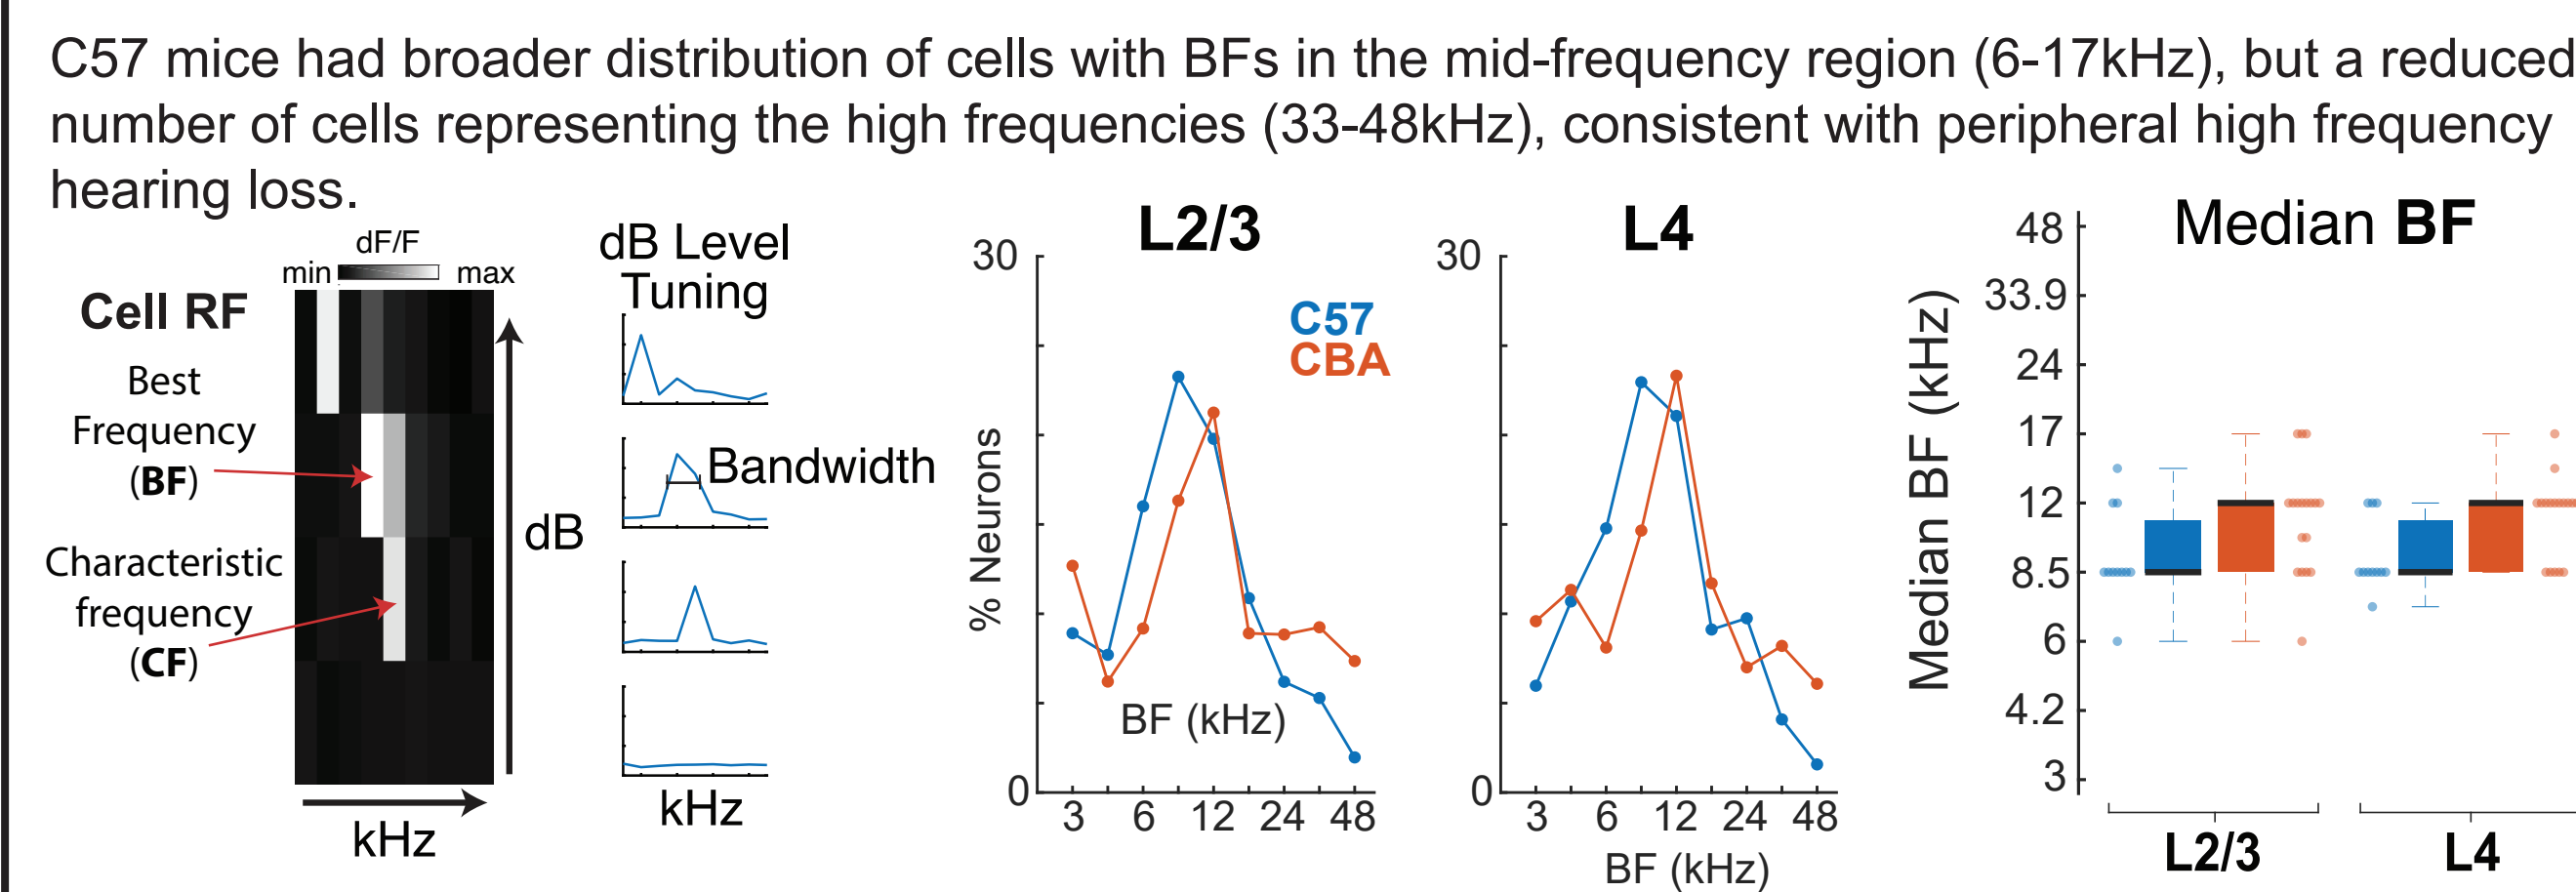 C57 mice had broader distribution of cells with BFs in the mid-frequency region (6-17kHz), but a reduced
number of cells representing the high frequencies (33-48kHz), consistent with peripheral high frequency
hearing loss.
dF/F
min max
Cell RF
Best
Frequency
(BF)
Characteristic
frequency
(CF)
dB
kHz
dB Level
Tuning
Bandwidth
kHz
L2/3
30
% Neurons
0
3 6 12 24 48
BF (kHz)
C57
CBA
L4
30
0
3 6 12 24 48
BF (kHz)
Median BF
Median BF (kHz)
48
33.9
24
17
12
8.5
6
4.2
3
L2/3
L4